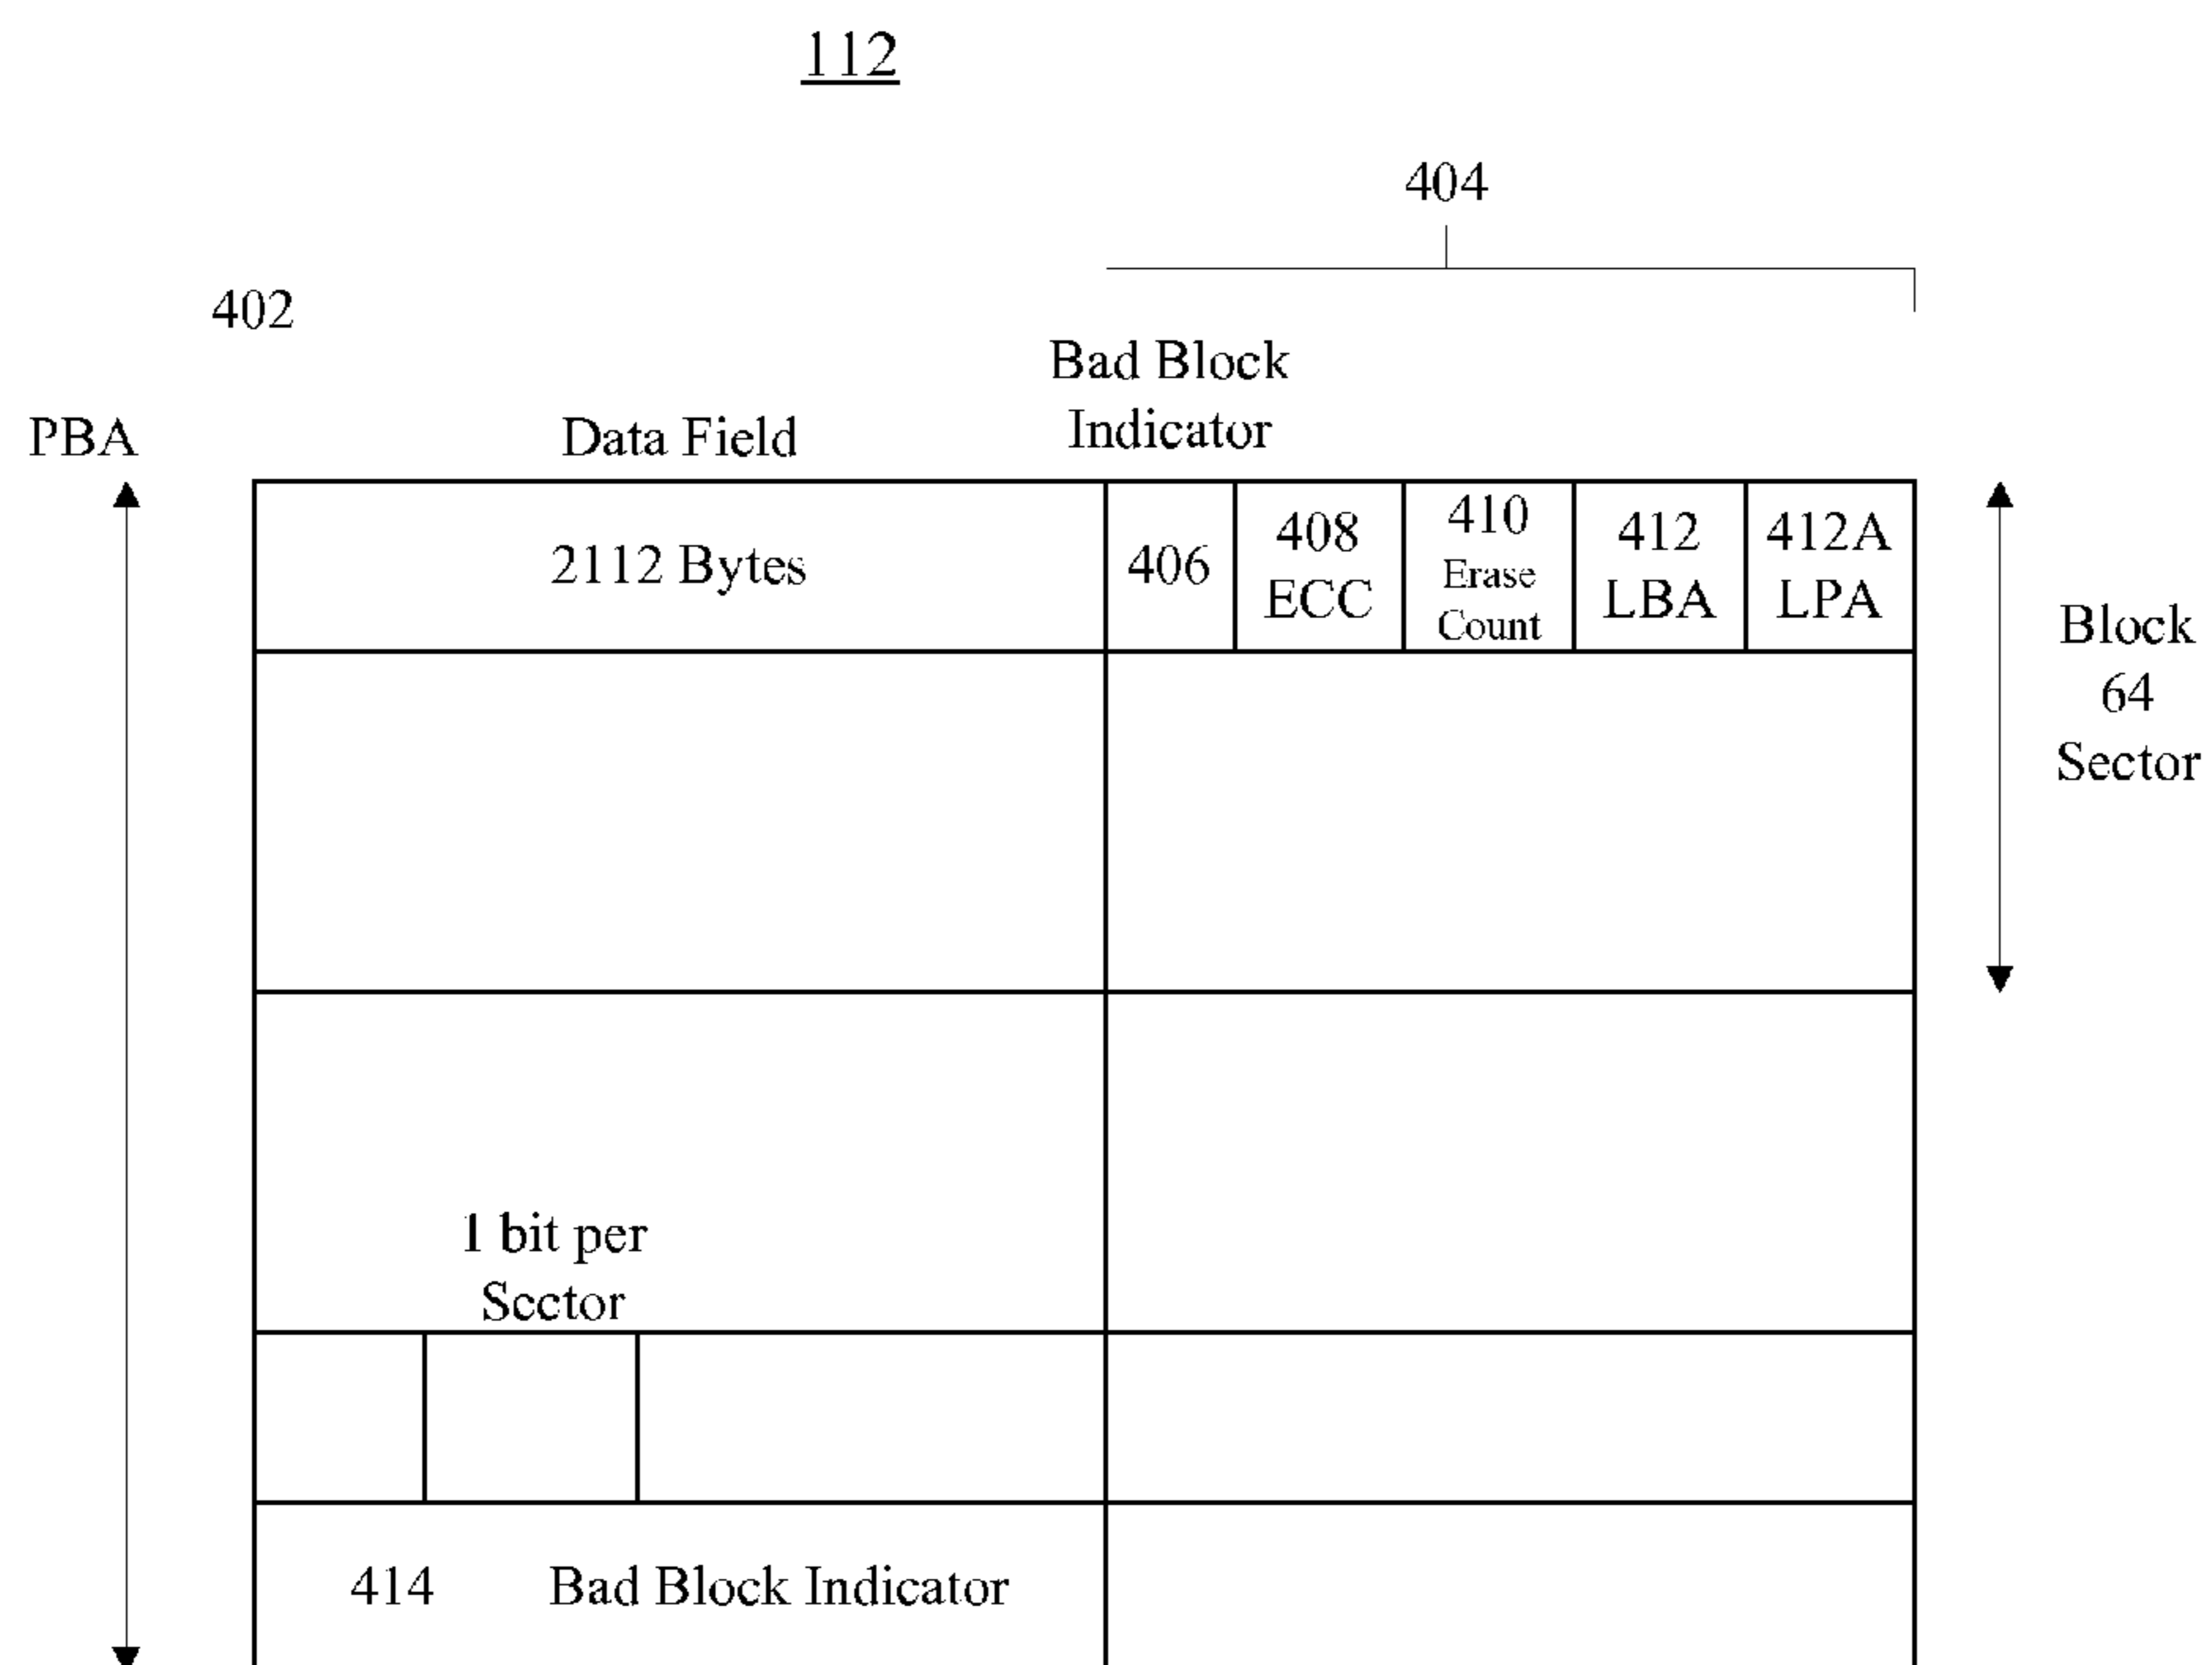 112
404
402
Bad Block
Indicator
PBA
Data Field
2112 Bytes
406
408
ECC
410
Erase
Count
412
LBA
412A
LPA
Block
64
Sector
1 bit per
Sector
414
Bad Block Indicator